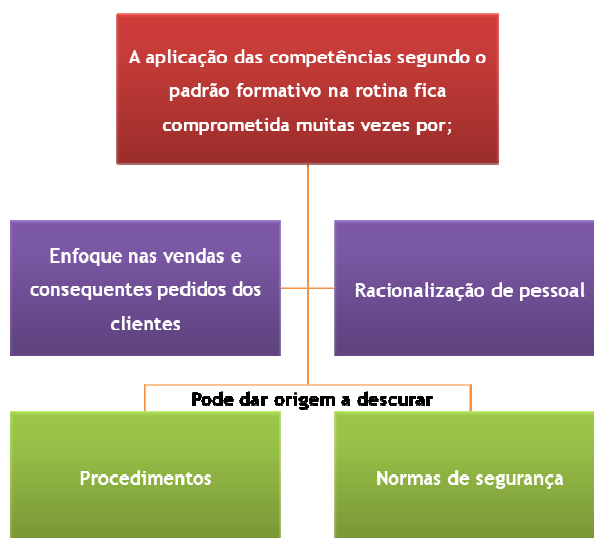 A aplicação das competências segundo o
padrão formativo na rotina fica
comprometida muitas vezes por;
Enfoque nas vendas e
consequentes pedidos dos
clientes
Racionalização de pessoal
Pode dar origem a descurar
Procedimentos
Normas de segurança